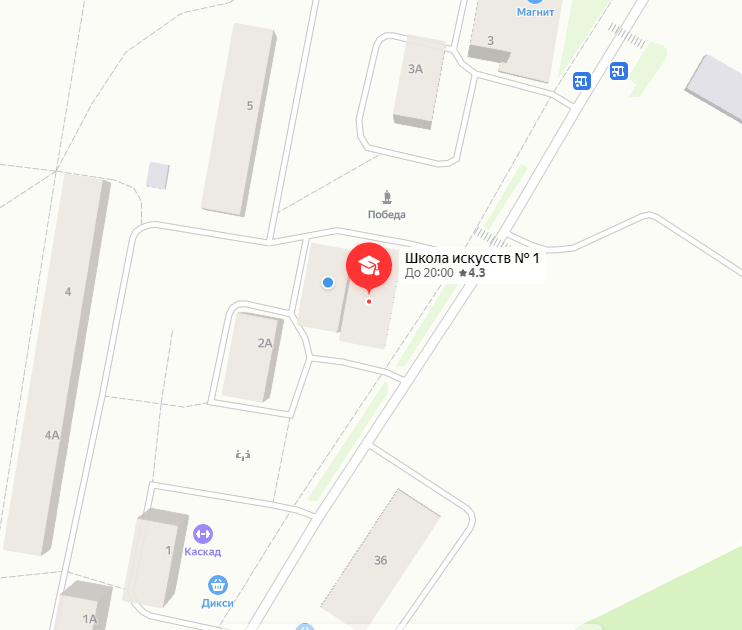 Магнит
3
3А
5
Победа
Школа искусств № 1
До 20:00 ★4.3
4
2А
4А
1
Каскад
36
Дикси
1А